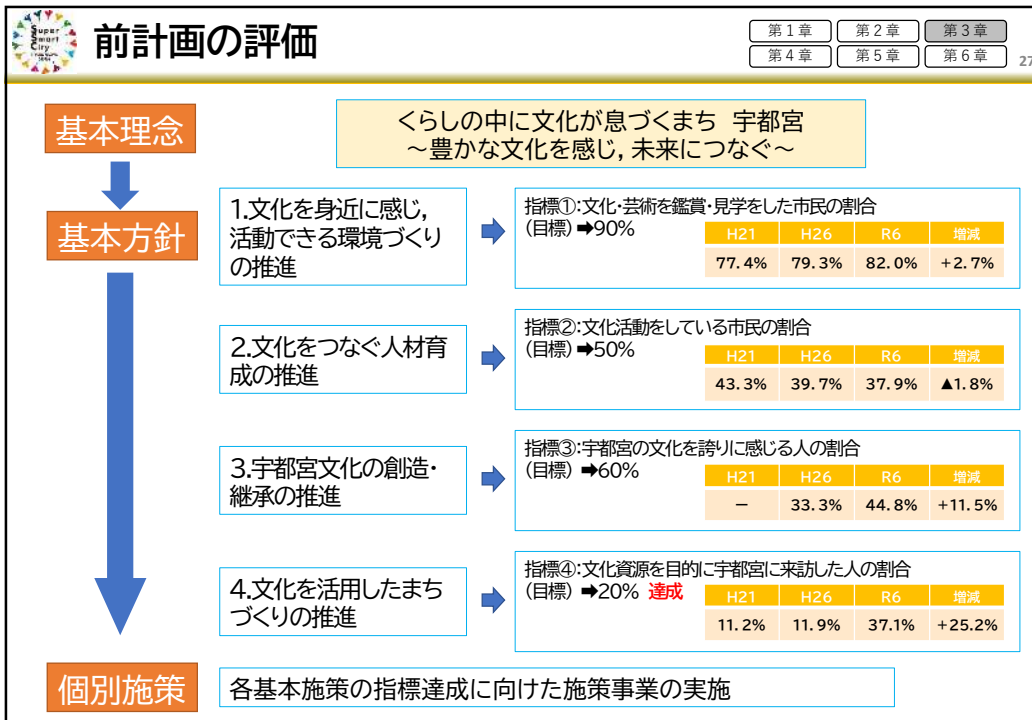 Super
Smart
City
前計画の評価
第1章 第2章 第3章
第4章 第5章 第6章
27
基本理念
くらしの中に文化が息づくまち 宇都宮
～豊かな文化を感じ,未来につなぐ～
基本方針
1.文化を身近に感じ,
活動できる環境づくり
の推進
指標①:文化・芸術を鑑賞・見学をした市民の割合
(目標)➡90%
H21 H26 R6 増減
77.4% 79.3% 82.0% +2.7%
2.文化をつなぐ人材育
成の推進
指標②:文化活動をしている市民の割合
(目標)➡50%
H21 H26 R6 増減
43.3% 39.7% 37.9% ▲1.8%
3.宇都宮文化の創造・
継承の推進
指標③:宇都宮の文化を誇りに感じる人の割合
(目標)➡60%
H21 H26 R6 増減
－ 33.3% 44.8% +11.5%
4.文化を活用したまち
づくりの推進
指標④:文化資源を目的に宇都宮に来訪した人の割合
(目標)➡20% 達成
H21 H26 R6 増減
11.2% 11.9% 37.1% +25.2%
個別施策
各基本施策の指標達成に向けた施策事業の実施